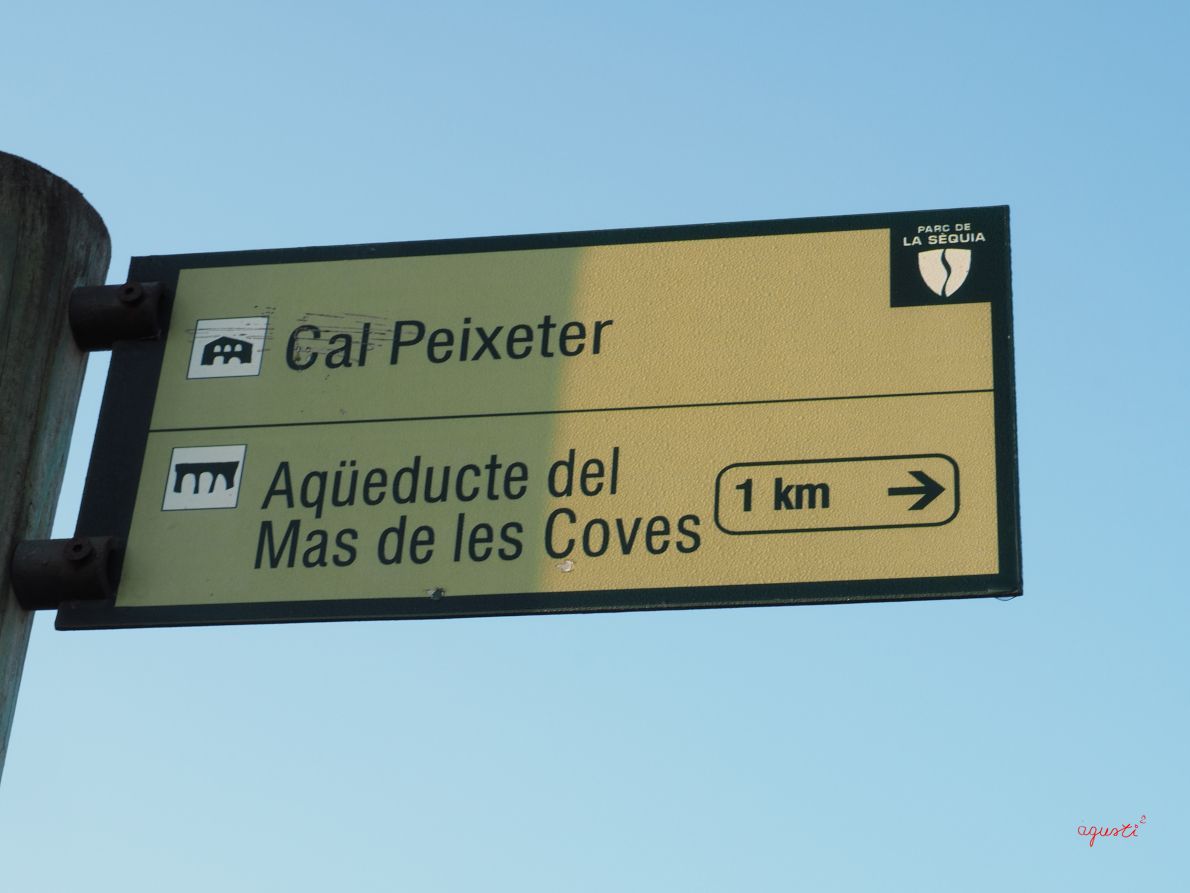 PARC DE
LA SÈQUIA
Cal Peixeter
Aqüeducte del
Mas de les Coves
1 km
agustí